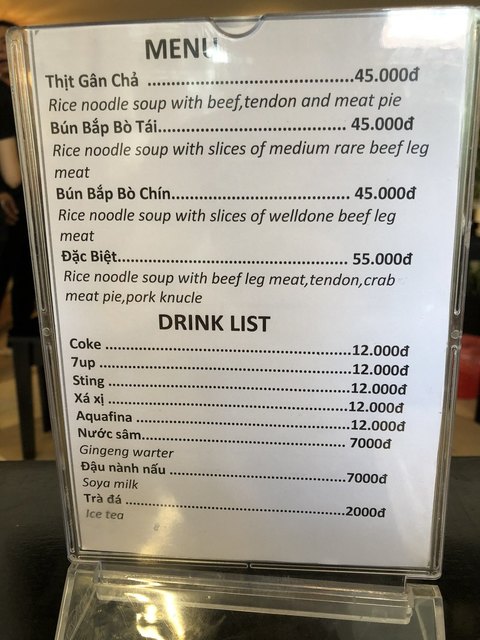 MENU
Thịt Gân Chả ........................................45.000đ
Rice noodle soup with beef,tendon and meat pie
Bún Bắp Bò Tái.................................... 45.000đ
Rice noodle soup with slices of medium rare beef leg
meat
Bún Bắp Bò Chín.................................. 45.000đ
Rice noodle soup with slices of welldone beef leg
meat
Đặc Biệt................................................ 55.000đ
Rice noodle soup with beef leg meat,tendon,crab
meat pie,pork knucle
DRINK LIST
Coke ....................................................12.000đ
7up .......................................................12.000đ
Sting .....................................................12.000đ
Xá xị ......................................................12.000đ
Aquafina ..............................................12.000đ
Nước sâm............................................ 7000đ
Gingeng warter
Đậu nành nấu ......................................7000đ
Soya milk
Trà đá ...................................................2000đ
Ice tea